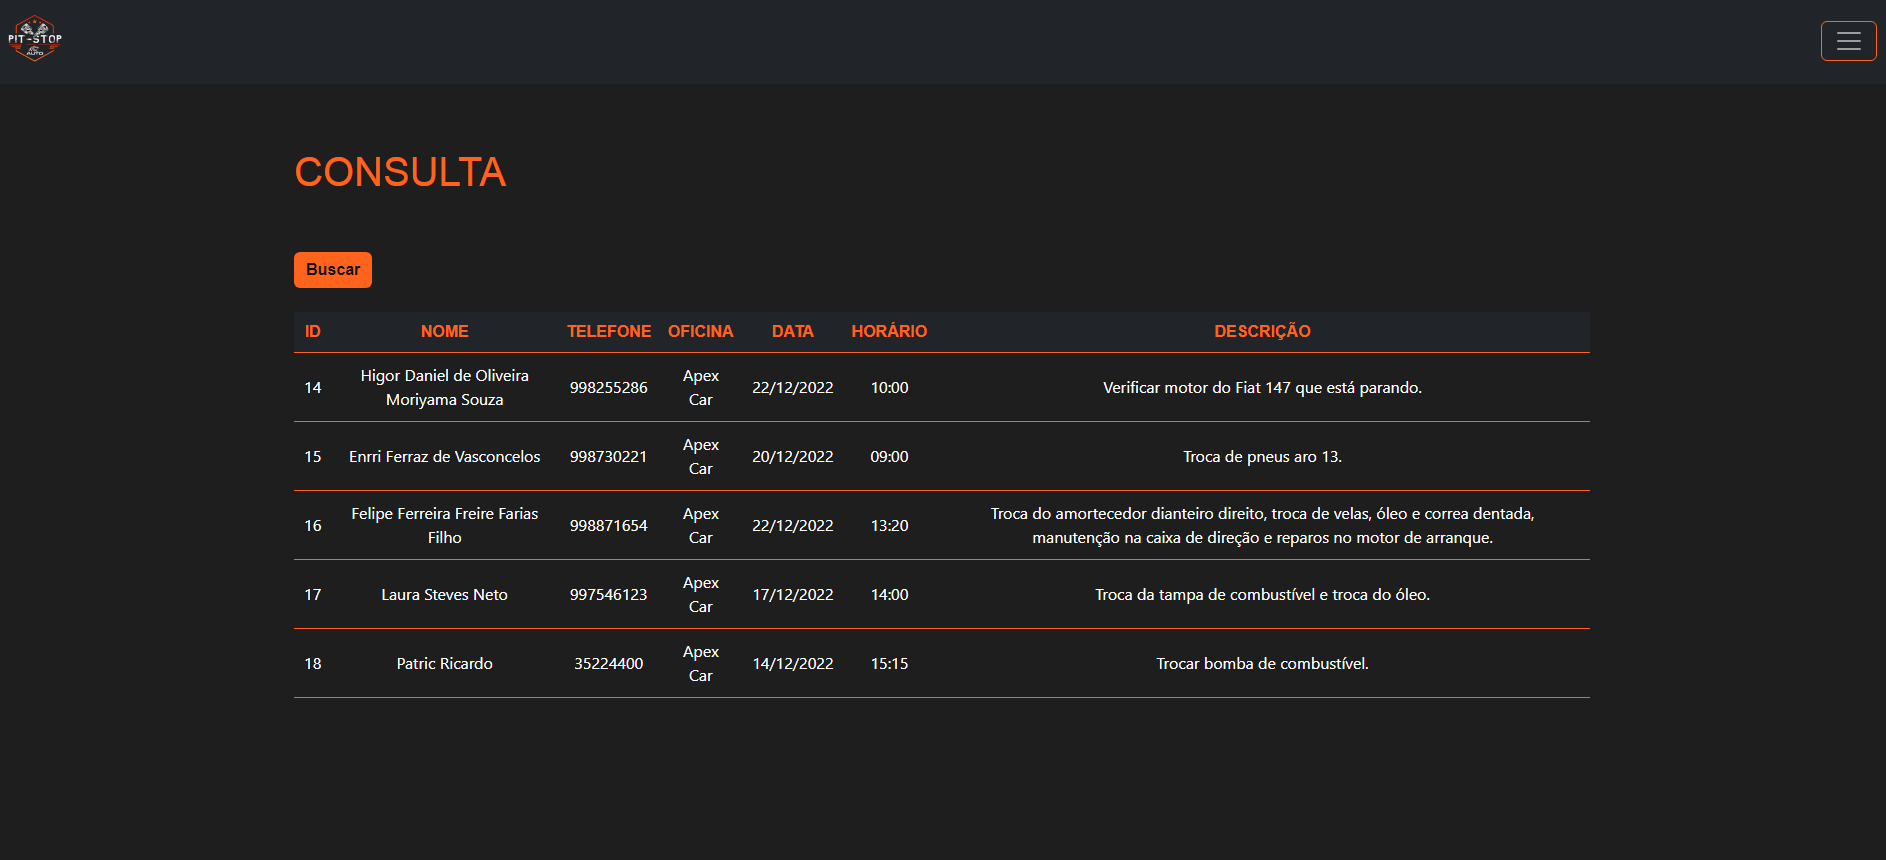 PIT-STOP
AUTO
CONSULTA
Buscar
ID NOME TELEFONE OFICINA DATA HORÁRIO DESCRIÇÃO
14 Higor Daniel de Oliveira Moriyama Souza 998255286 Apex Car 22/12/2022 10:00 Verificar motor do Fiat 147 que está parando.
15 Enrri Ferraz de Vasconcelos 998730221 Apex Car 20/12/2022 09:00 Troca de pneus aro 13.
16 Felipe Ferreira Freire Farias Filho 998871654 Apex Car 22/12/2022 13:20 Troca do amortecedor dianteiro direito, troca de velas, óleo e correa dentada, manutenção na caixa de direção e reparos no motor de arranque.
17 Laura Steves Neto 997546123 Apex Car 17/12/2022 14:00 Troca da tampa de combustível e troca do óleo.
18 Patric Ricardo 35224400 Apex Car 14/12/2022 15:15 Trocar bomba de combustível.